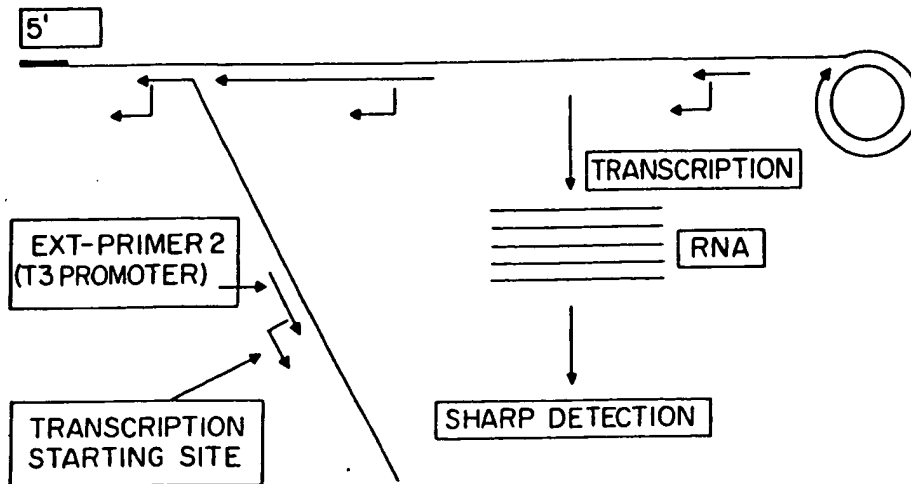 5'
TRANSCRIPTION
RNA
EXT-PRIMER 2
(T3 PROMOTER)
SHARP DETECTION
TRANSCRIPTION
STARTING SITE